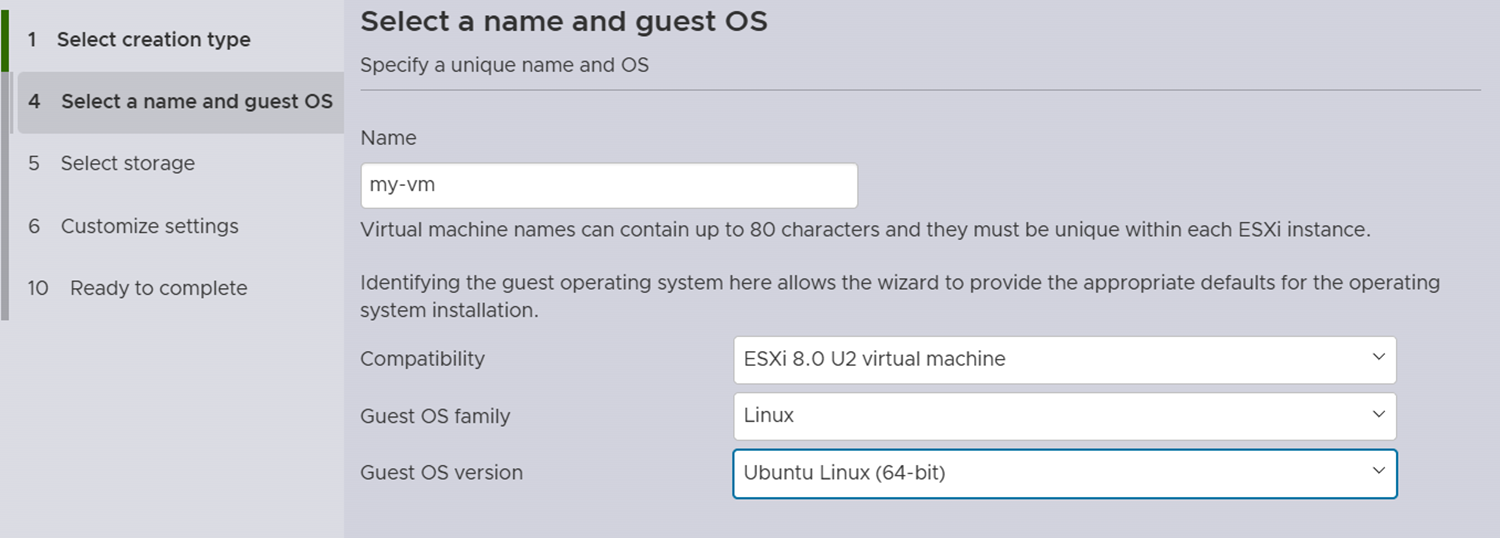 1 Select creation type
4 Select a name and guest OS
5 Select storage
6 Customize settings
10 Ready to complete
Select a name and guest OS
Specify a unique name and OS
Name
my-vm
Virtual machine names can contain up to 80 characters and they must be unique within each ESXi instance.
Identifying the guest operating system here allows the wizard to provide the appropriate defaults for the operating
system installation.
Compatibility ESXi 8.0 U2 virtual machine
Guest OS family Linux
Guest OS version Ubuntu Linux (64-bit)